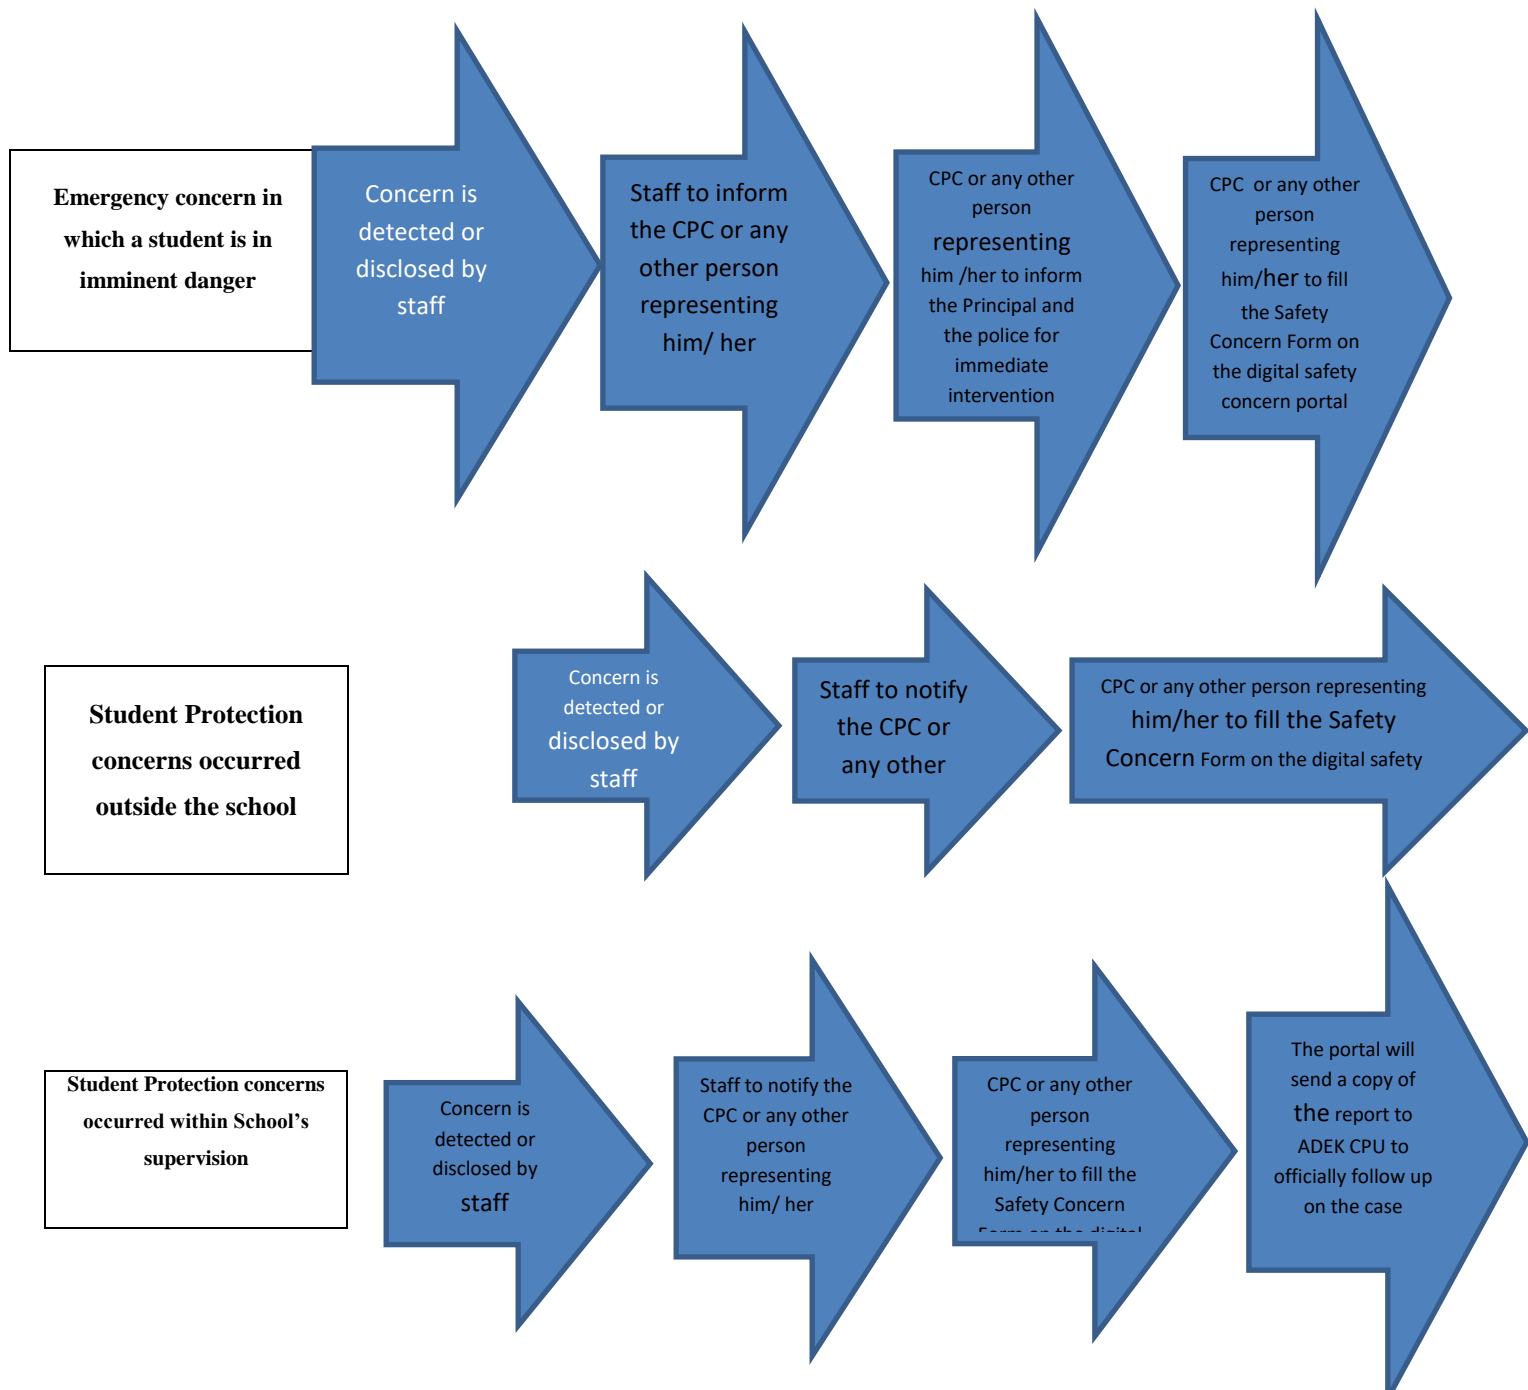 Emergency concern in
which a student is in
imminent danger
Concern is
detected or
disclosed by
staff
Staff to inform
the CPC or any
other person
representing
him/ her
CPC or any other
person
representing
him /her to inform
the Principal and
the police for
immediate
intervention
CPC  or any other
person
representing
him/her to fill
the Safety
Concern Form on
the digital safety
concern portal
Student Protection
concerns occurred
outside the school
Concern is
detected or
disclosed by
staff
Staff to notify
the CPC or
any other
CPC or any other person representing
him/her to fill the Safety
Concern Form on the digital safety
Student Protection concerns
occurred within School’s
supervision
Concern is
detected or
disclosed by
staff
Staff to notify the
CPC or any other
person
representing
him/ her
CPC or any other
person
representing
him/her to fill the
Safety Concern
Form on the digital
The portal will
send a copy of
the report to
ADEK CPU to
officially follow up
on the case